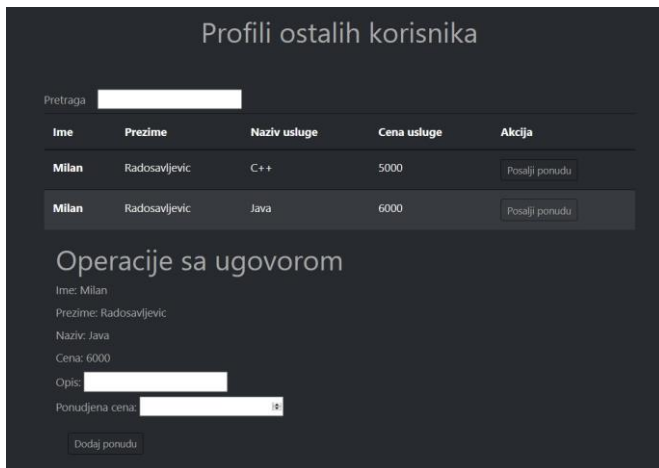 Profili ostalih korisnika
Pretraga
Ime Prezime Naziv usluge Cena usluge Akcija
Milan Radosavljevic C++ 5000 Posalji ponudu
Milan Radosavljevic Java 6000 Posalji ponudu
Operacije sa ugovorom
Ime: Milan
Prezime: Radosavljevic
Naziv: Java
Cena: 6000
Opis:
Ponudjena cena:
Dodaj ponudu